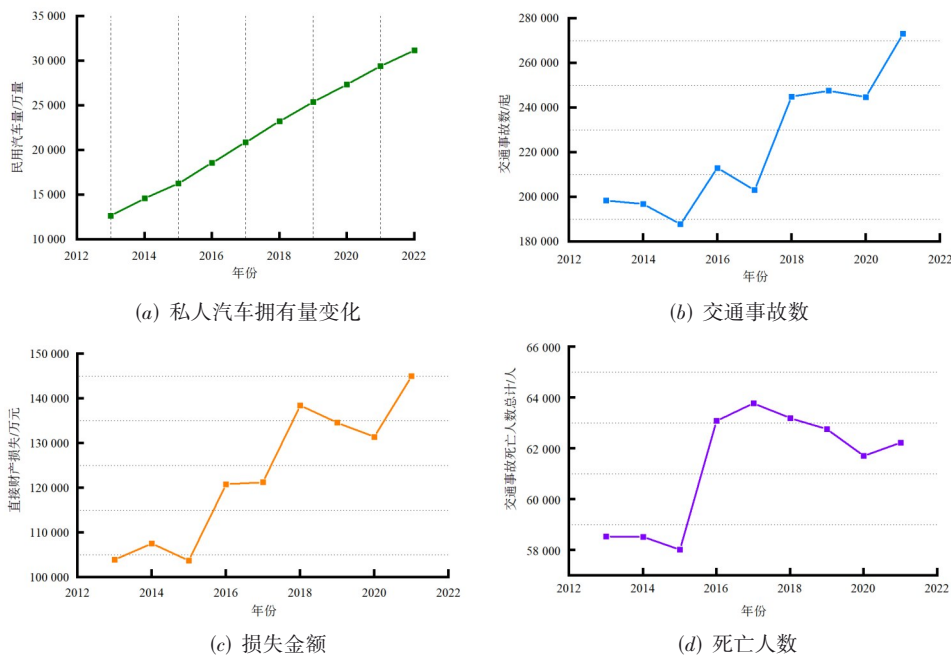 35 000
30 000
25 000
20 000
15 000
10 000
民用汽车量/万量
2012 2014 2016 2018 2020 2022
年份
(a) 私人汽车拥有量变化
280 000
260 000
240 000
220 000
200 000
180 000
交通事故数/起
2012 2014 2016 2018 2020 2022
年份
(b) 交通事故数
150 000
140 000
130 000
120 000
110 000
100 000
直接财产损失/万元
2012 2014 2016 2018 2020 2022
年份
(c) 损失金额
66 000
64 000
62 000
60 000
58 000
交通事故死亡人数总计/人
2012 2014 2016 2018 2020 2022
年份
(d) 死亡人数